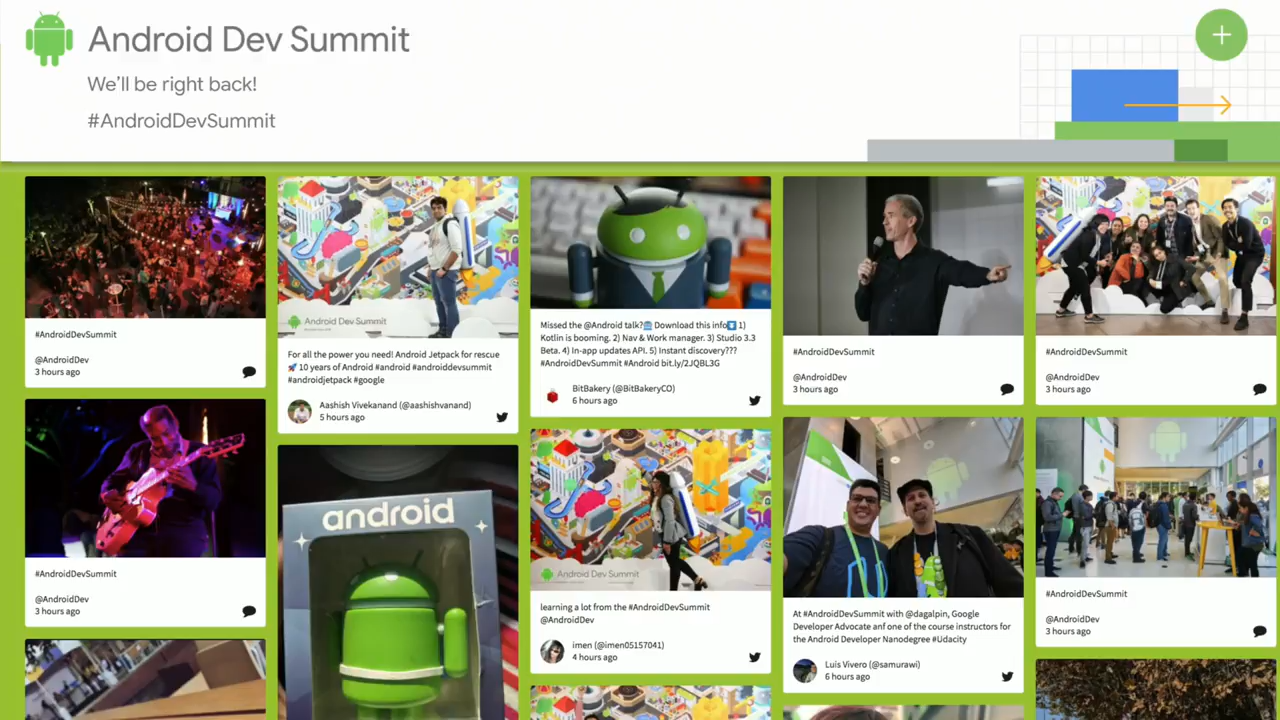 Android Dev Summit
We'll be right back!
#AndroidDevSummit
#AndroidDevSummit
@AndroidDev
3 hours ago
#AndroidDevSummit
@AndroidDev
3 hours ago
Android Dev Summit
For all the power you need! Android Jetpack for rescue
🚀 10 years of Android #android #androiddevsummit
#androidjetpack #google
Aashish Vivekanand (@aashishvanand)
5 hours ago
android
Missed the @Android talk? Download this info 1)
Kotlin is booming. 2) Nav & Work manager. 3) Studio 3.3
Beta. 4) In-app updates API. 5) Instant discovery???
#AndroidDevSummit #Android bit.ly/2JQBL3G
BitBakery (@BitBakeryCO)
6 hours ago
Android Dev Summit
learning a lot from the #AndroidDevSummit
@AndroidDev
imen (@imen05157041)
4 hours ago
#AndroidDevSummit
@AndroidDev
3 hours ago
At #AndroidDevSummit with @dagalpin, Google
Developer Advocate anf one of the course instructors for
the Android Developer Nanodegree #Udacity
Luis Vivero (@samurawi)
6 hours ago
#AndroidDevSummit
@AndroidDev
3 hours ago
#AndroidDevSummit
@AndroidDev
3 hours ago